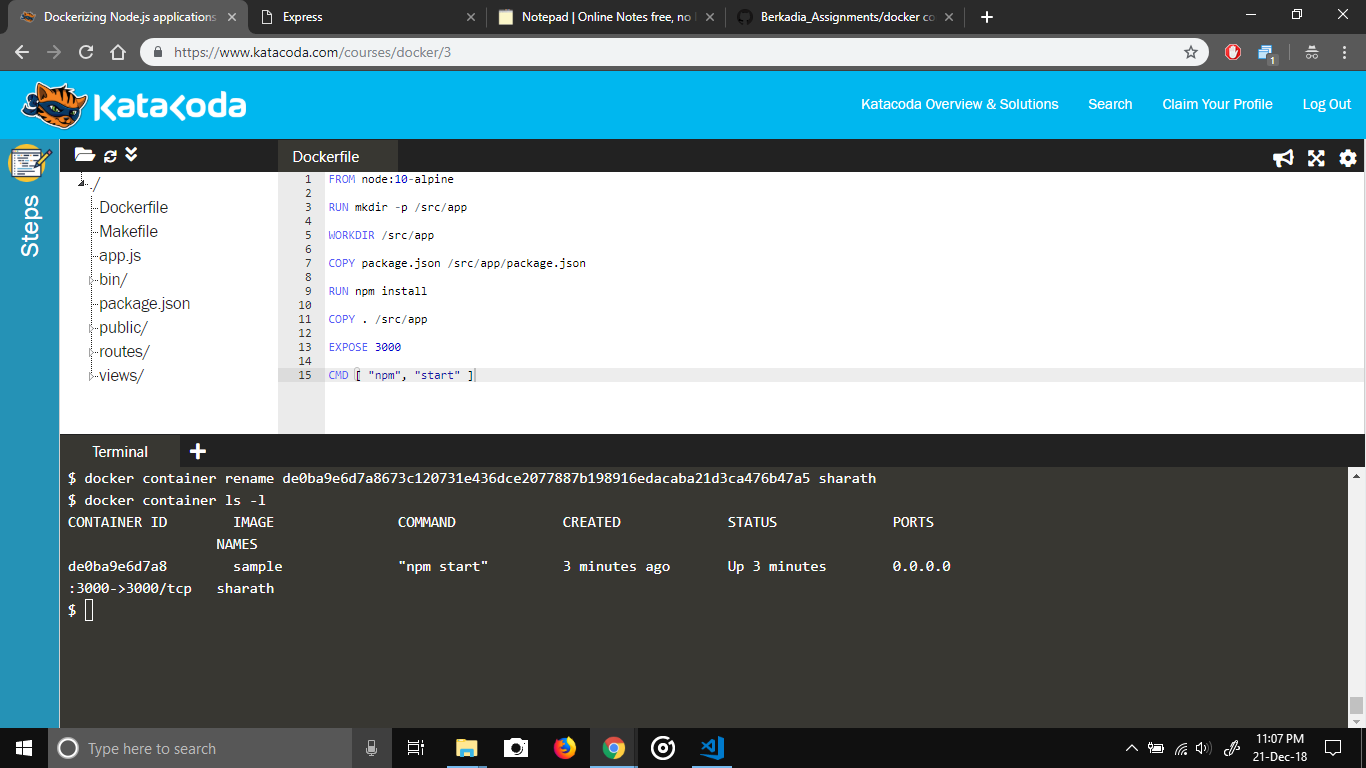 Dockerizing Node.js applications
Express
Notepad | Online Notes free, no
Berkadia_Assignments/docker co
https://www.katacoda.com/courses/docker/3
1
KataKoda
Katacoda Overview & Solutions
Search
Claim Your Profile
Log Out
Steps
./
Dockerfile
Makefile
app.js
bin/
package.json
public/
routes/
views/
Dockerfile
1 FROM node:10-alpine
2
3 RUN mkdir -p /src/app
4
5 WORKDIR /src/app
6
7 COPY package.json /src/app/package.json
8
9 RUN npm install
10
11 COPY . /src/app
12
13 EXPOSE 3000
14
15 CMD [ "npm", "start" ]
Terminal
$ docker container rename de0ba9e6d7a8673c120731e436dce2077887b198916edacaba21d3ca476b47a5 sharath
$ docker container ls -l
CONTAINER ID IMAGE COMMAND CREATED STATUS PORTS
NAMES
de0ba9e6d7a8 sample "npm start" 3 minutes ago Up 3 minutes 0.0.0.0
:3000->3000/tcp sharath
$
Type here to search
11:07 PM
21-Dec-18